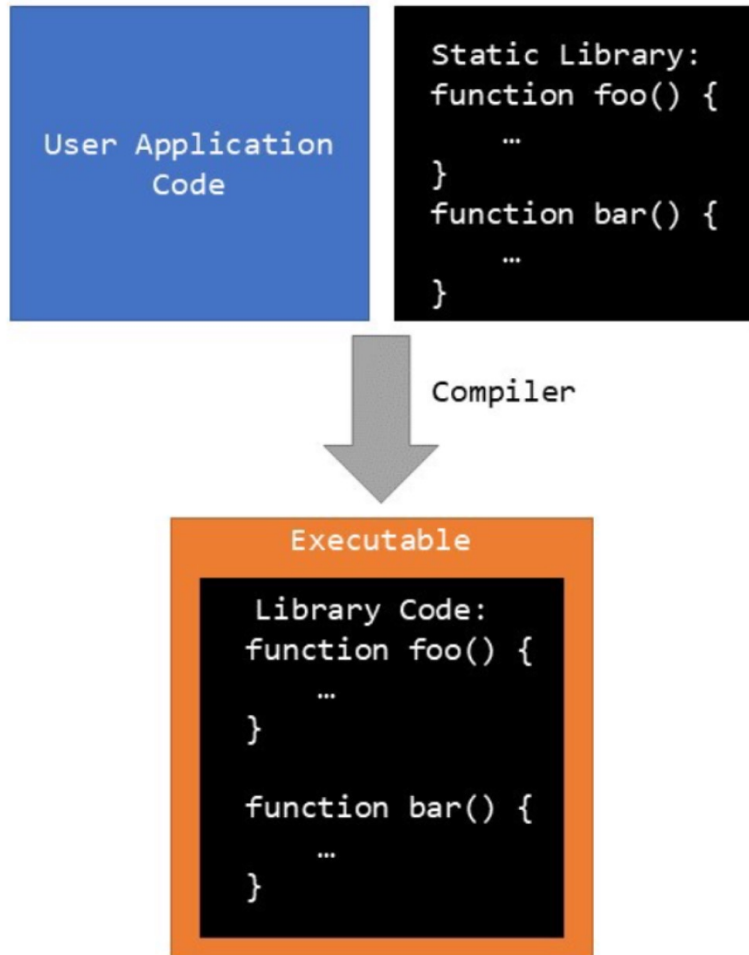 User Application
Code
Static Library:
function foo() {
…
}
function bar() {
…
}
Compiler
Executable
Library Code:
function foo() {
…
}
function bar() {
…
}